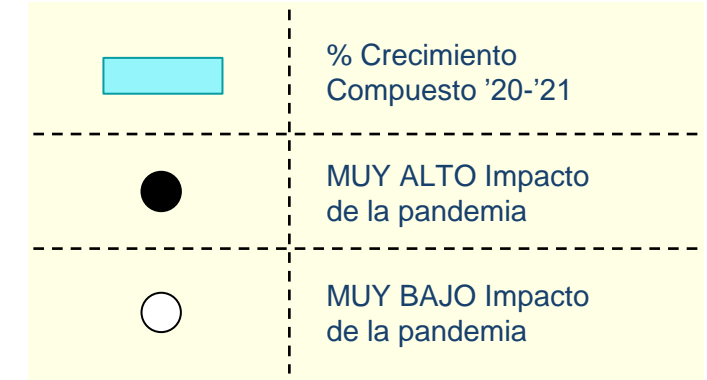 % Crecimiento
Compuesto ’20-’21
MUY ALTO Impacto
de la pandemia
MUY BAJO Impacto
de la pandemia